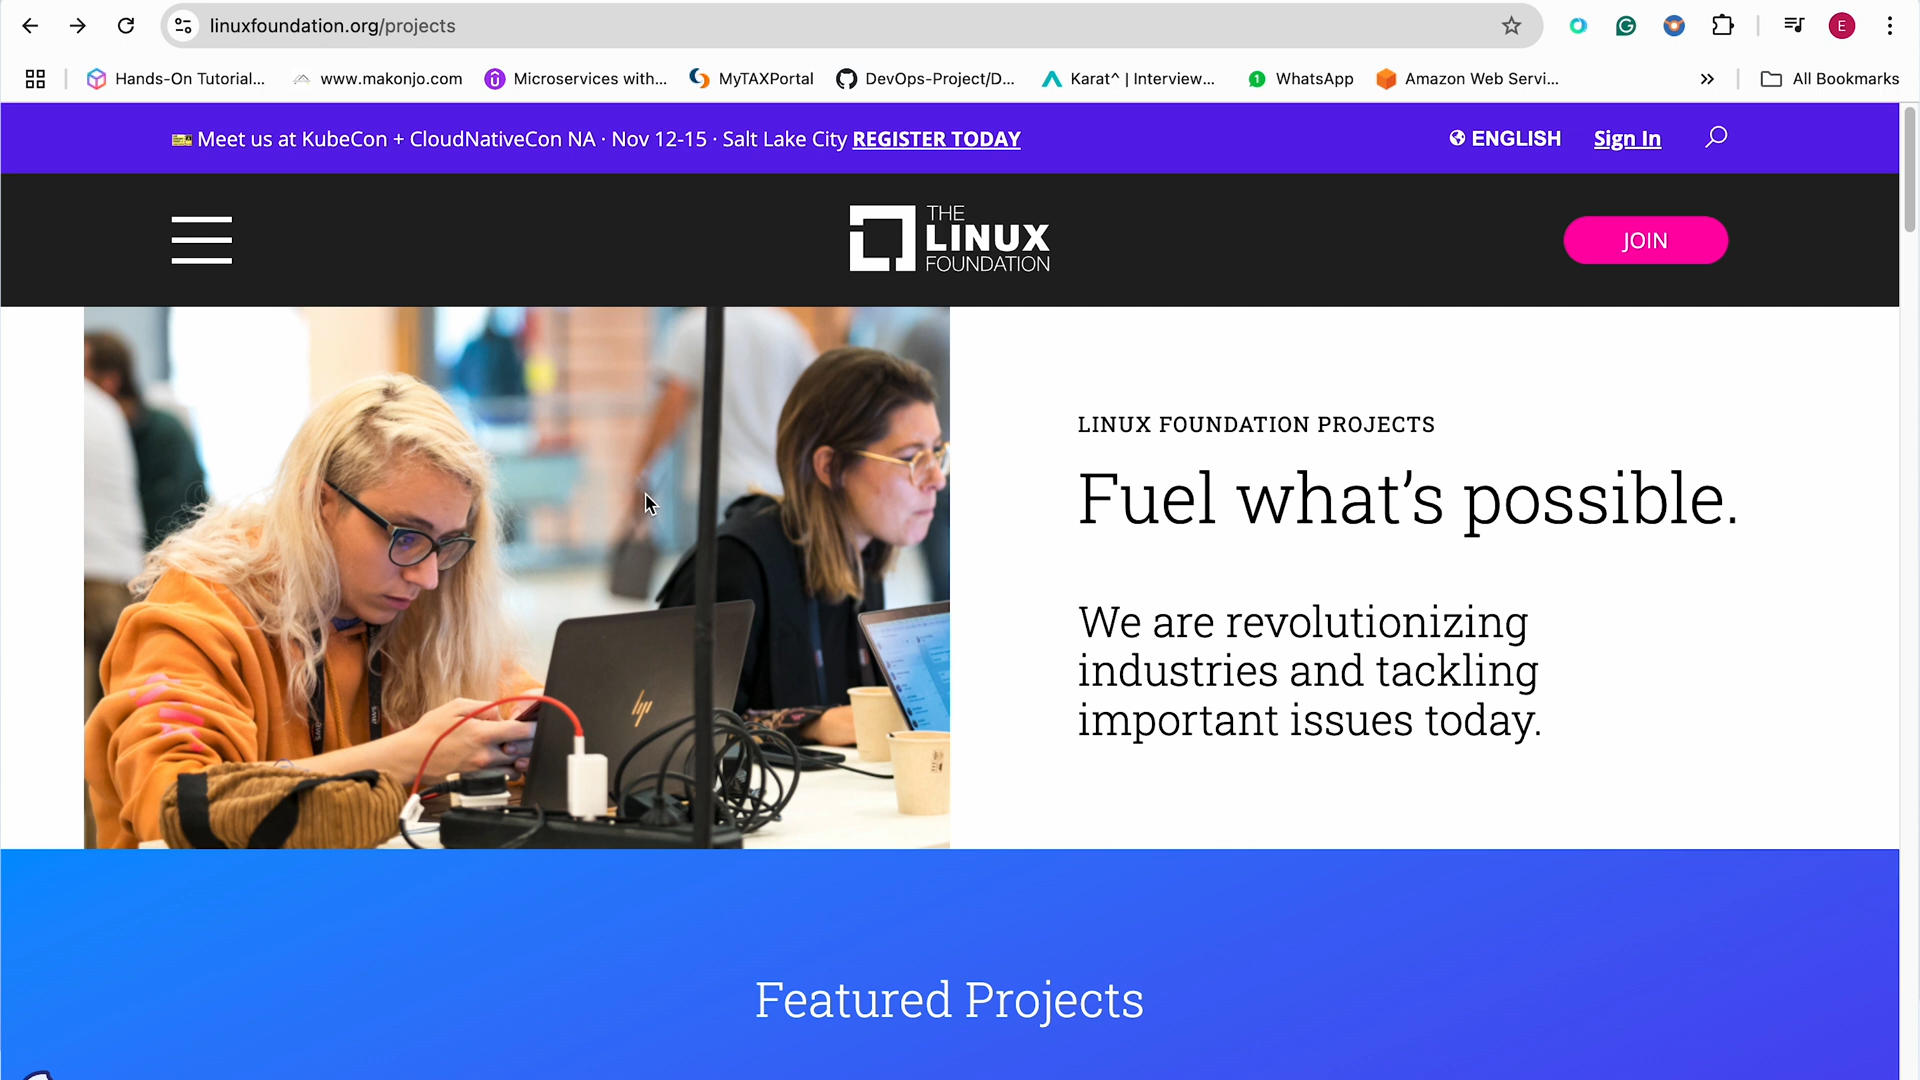 linuxfoundation.org/projects
E
Hands-On Tutorial...
www.makonjo.com
Microservices with...
MyTAXPortal
DevOps-Project/D...
Karat^ | Interview...
1
WhatsApp
Amazon Web Servi...
»
All Bookmarks
Meet us at KubeCon + CloudNativeCon NA · Nov 12-15 · Salt Lake City REGISTER TODAY
ENGLISH
Sign In
THE
LINUX
FOUNDATION
JOIN
hp
LINUX FOUNDATION PROJECTS
Fuel what’s possible.
We are revolutionizing
industries and tackling
important issues today.
Featured Projects